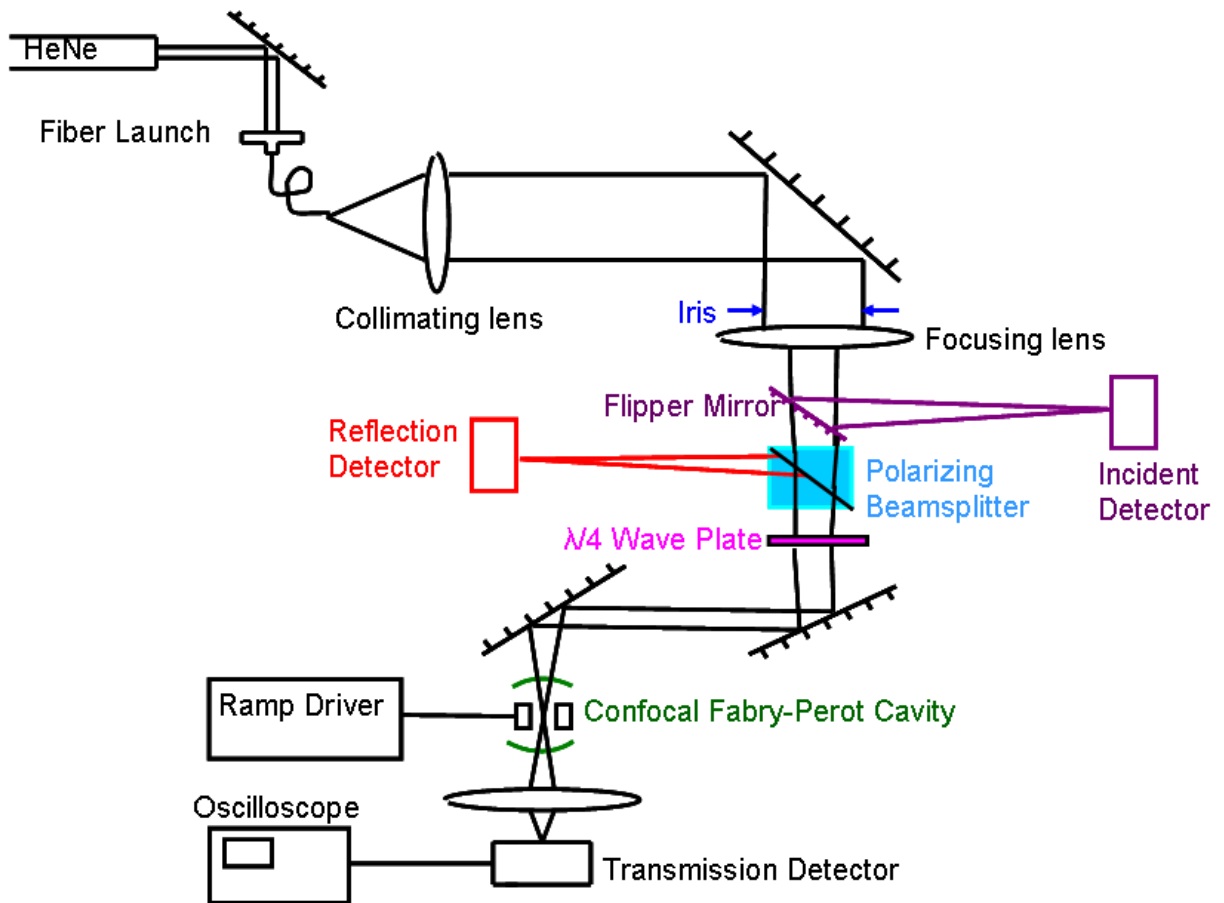 HeNe
Fiber Launch
Collimating lens
Iris
Focusing lens
Flipper Mirror
Reflection
Detector
Polarizing
Beamsplitter
Incident
Detector
λ/4 Wave Plate
Ramp Driver
Confocal Fabry-Perot Cavity
Oscilloscope
Transmission Detector